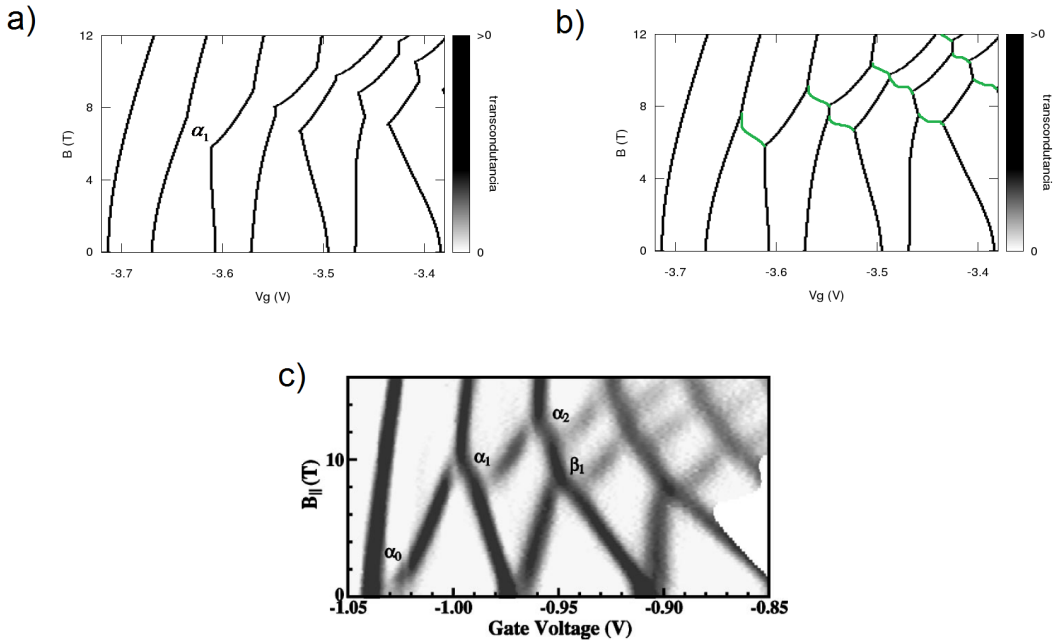 a)
12
8
4
0
B (T)
α1
-3.7
-3.6
-3.5
-3.4
Vg (V)
>0
0
transcondutancia
b)
12
8
4
0
B (T)
-3.7
-3.6
-3.5
-3.4
Vg (V)
>0
0
transcondutancia
c)
10
0
B||(T)
α0
α1
α2
β1
-1.05
-1.00
-0.95
-0.90
-0.85
Gate Voltage (V)